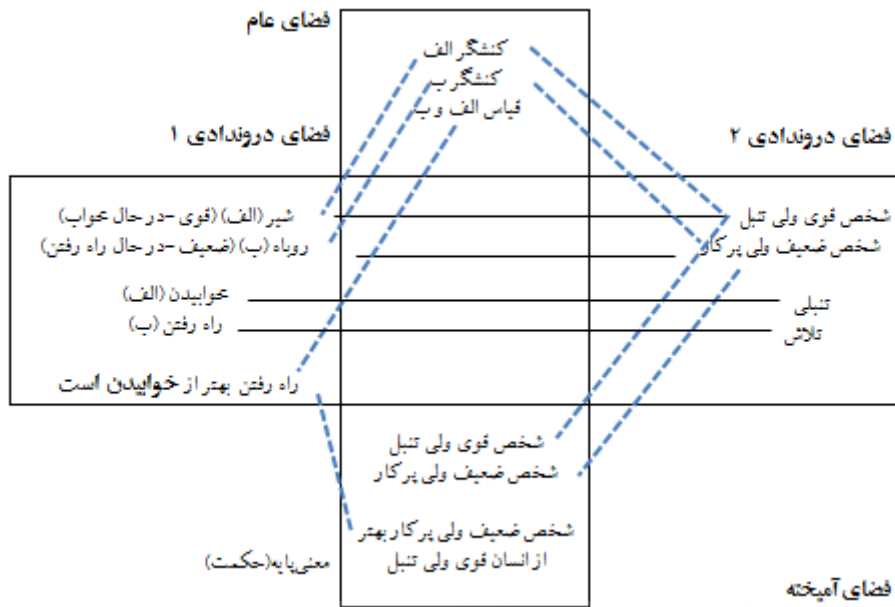 فضای عام
کنشگر الف
کنشگر ب
قیاس الف و ب
فضای دروندادی ۲
فضای دروندادی ۱
شخص قوی ولی تنبل
شیر (الف) (قوی -در حال خواب)
شخص ضعیف ولی پرکار
روباه (ب) (ضعیف -در حال راه رفتن)
تنبلی
خوابیدن (الف)
تلاش
راه رفتن (ب)
راه رفتن بهتر از خوابیدن است
شخص قوی ولی تنبل
شخص ضعیف ولی پرکار
شخص ضعیف ولی پرکار بهتر
از انسان قوی ولی تنبل
معنی‌پایه(حکمت)
فضای آمیخته